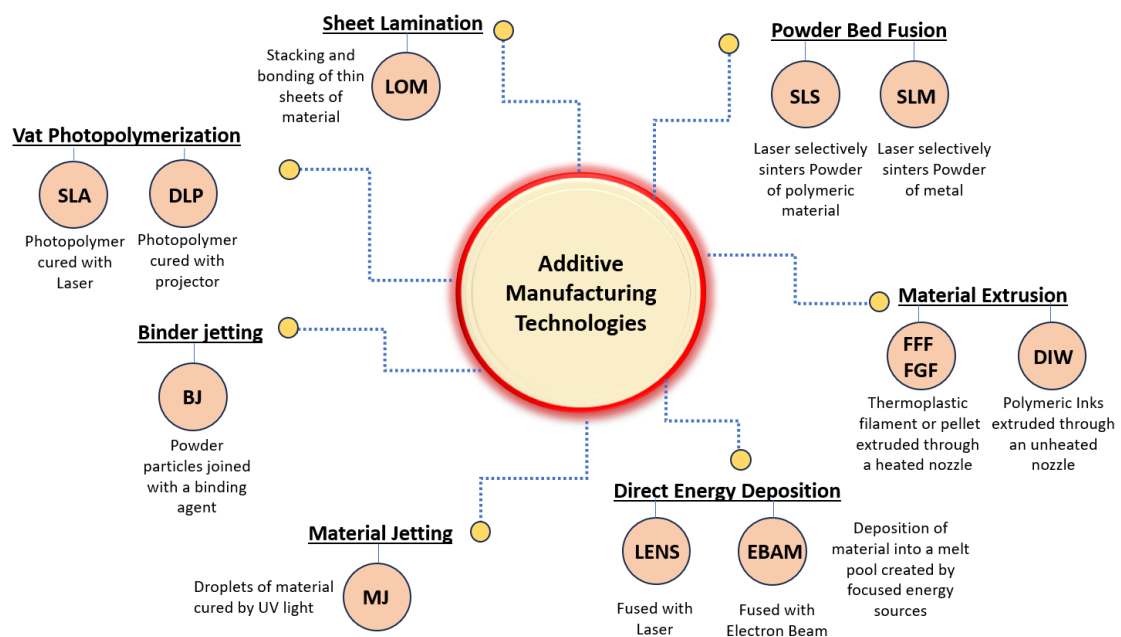 Sheet Lamination
Stacking and
bonding of thin
sheets of
material
LOM
Powder Bed Fusion
SLS
SLM
Laser selectively
sinters Powder
of polymeric
material
Laser selectively
sinters Powder
of metal
Vat Photopolymerization
SLA
DLP
Photopolymer
cured with
Laser
Photopolymer
cured with
projector
Additive
Manufacturing
Technologies
Material Extrusion
FFF
FGF
DIW
Thermoplastic
filament or pellet
extruded through
a heated nozzle
Polymeric Inks
extruded through
an unheated
nozzle
Binder jetting
BJ
Powder
particles joined
with a binding
agent
Direct Energy Deposition
LENS
EBAM
Fused with
Laser
Fused with
Electron Beam
Deposition of
material into a melt
pool created by
focused energy
sources
Material Jetting
Droplets of material
cured by UV light
MJ